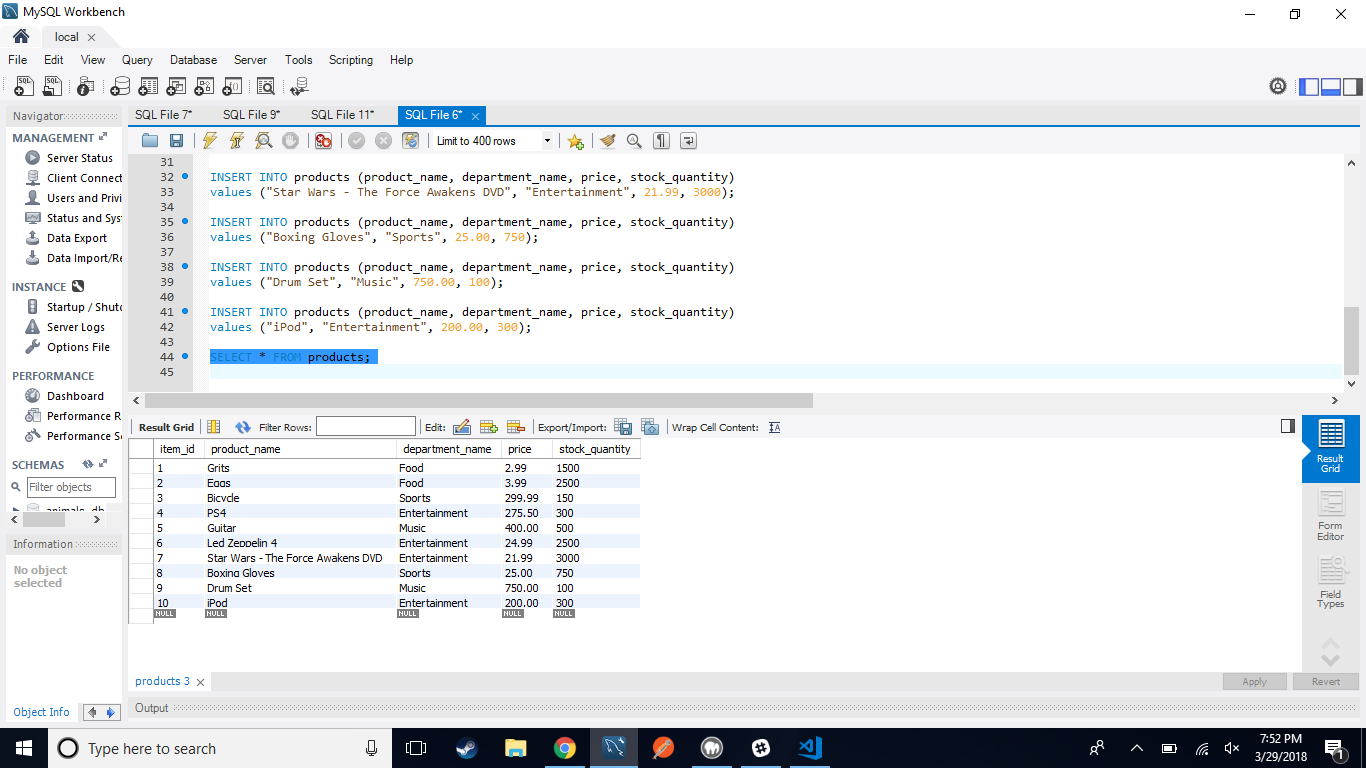 MySQL Workbench
local
File Edit View Query Database Server Tools Scripting Help
Navigator
SQL File 7* SQL File 9* SQL File 11* SQL File 6*
MANAGEMENT
Server Status
Client Connect
Users and Privi
Status and Sys
Data Export
Data Import/Re
INSTANCE
Startup / Shutd
Server Logs
Options File
PERFORMANCE
Dashboard
Performance R
Performance Se
SCHEMAS
Filter objects
animals_db
Information
No object
selected
Object Info
Limit to 400 rows
31
32 INSERT INTO products (product_name, department_name, price, stock_quantity)
33 values ("Star Wars - The Force Awakens DVD", "Entertainment", 21.99, 3000);
34
35 INSERT INTO products (product_name, department_name, price, stock_quantity)
36 values ("Boxing Gloves", "Sports", 25.00, 750);
37
38 INSERT INTO products (product_name, department_name, price, stock_quantity)
39 values ("Drum Set", "Music", 750.00, 100);
40
41 INSERT INTO products (product_name, department_name, price, stock_quantity)
42 values ("iPod", "Entertainment", 200.00, 300);
43
44 SELECT * FROM products;
45
Result Grid Filter Rows: Edit: Export/Import: Wrap Cell Content: IA
item_id product_name department_name price stock_quantity
1 Grits Food 2.99 1500
2 Eggs Food 3.99 2500
3 Bicycle Sports 299.99 150
4 PS4 Entertainment 275.50 300
5 Guitar Music 400.00 500
6 Led Zeppelin 4 Entertainment 24.99 2500
7 Star Wars - The Force Awakens DVD Entertainment 21.99 3000
8 Boxing Gloves Sports 25.00 750
9 Drum Set Music 750.00 100
10 iPod Entertainment 200.00 300
NULL NULL NULL NULL NULL
Result
Grid
Form
Editor
Field
Types
products 3
Apply Revert
Output
Type here to search
7:52 PM
3/29/2018
1